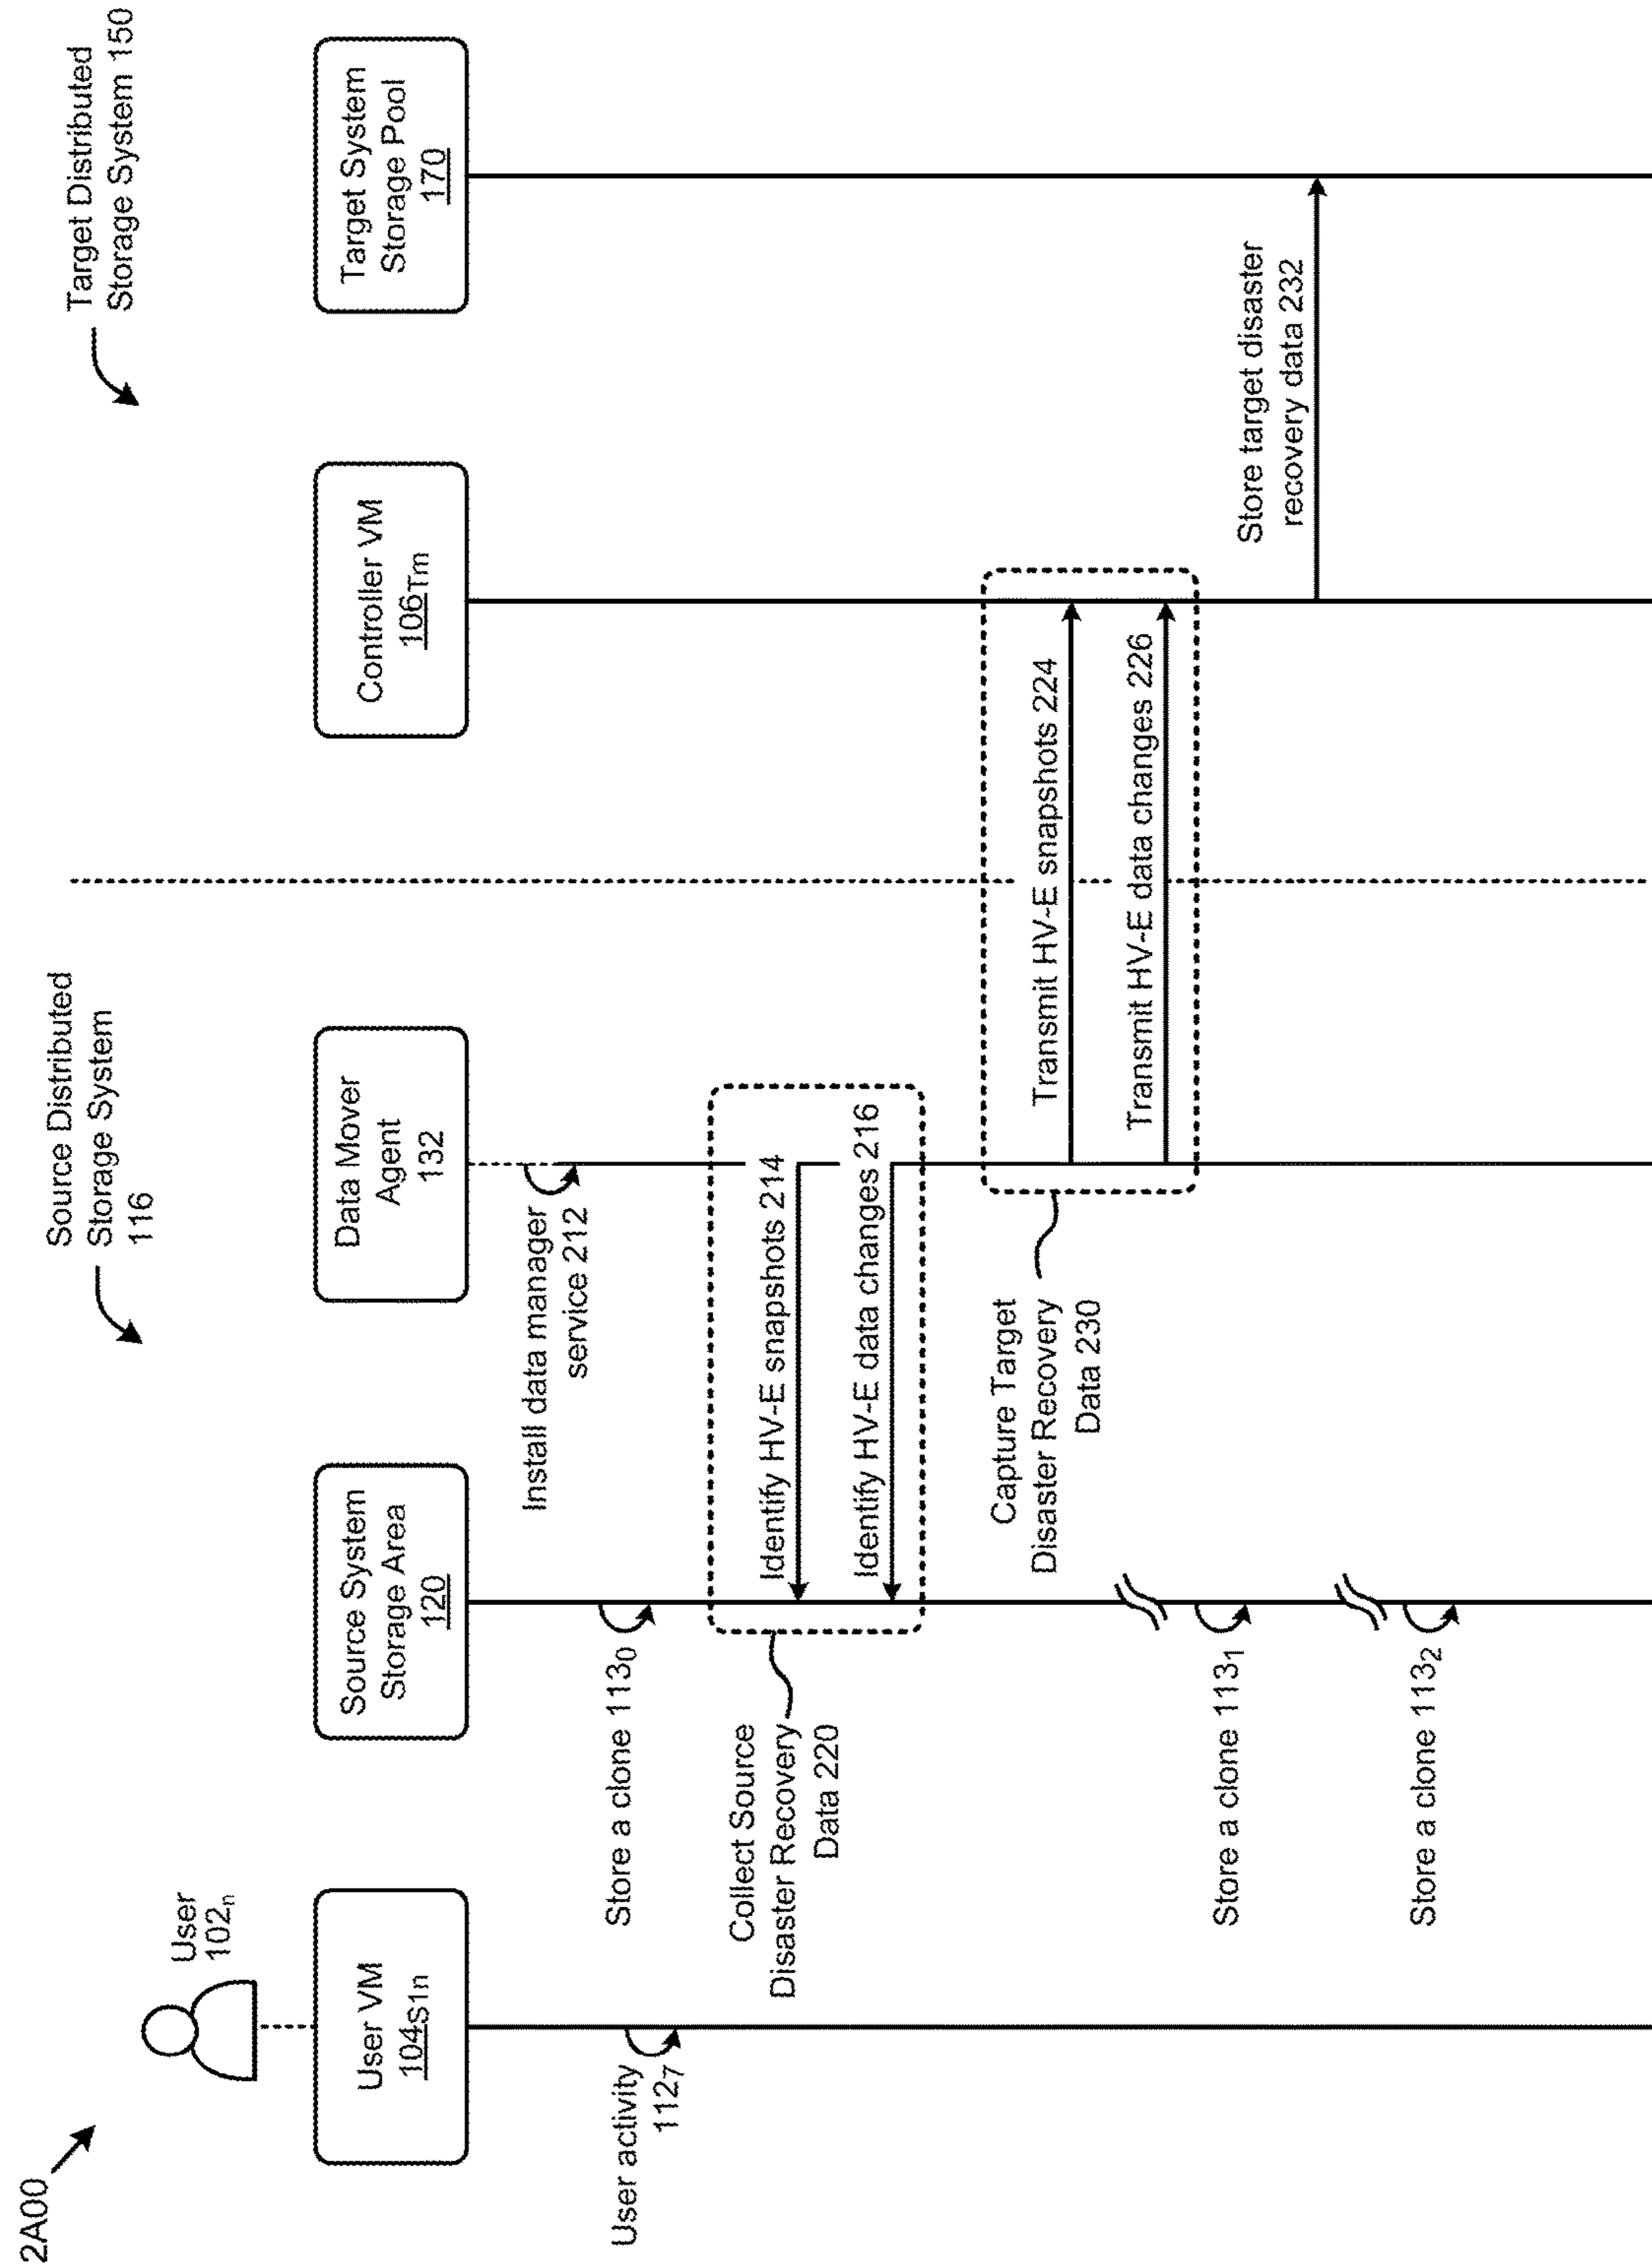 2A00
User
102n
Source Distributed
Storage System
116
Target Distributed
Storage System 150
User VM
104S1n
Source System
Storage Area
120
Data Mover
Agent
132
Controller VM
106Tm
Target System
Storage Pool
170
Install data manager
service 212
User activity
1127
Store a clone 1130
Collect Source
Disaster Recovery
Data 220
Identify HV-E snapshots 214
Identify HV-E data changes 216
Capture Target
Disaster Recovery
Data 230
Transmit HV-E snapshots 224
Transmit HV-E data changes 226
Store a clone 1131
Store target disaster
recovery data 232
Store a clone 1132